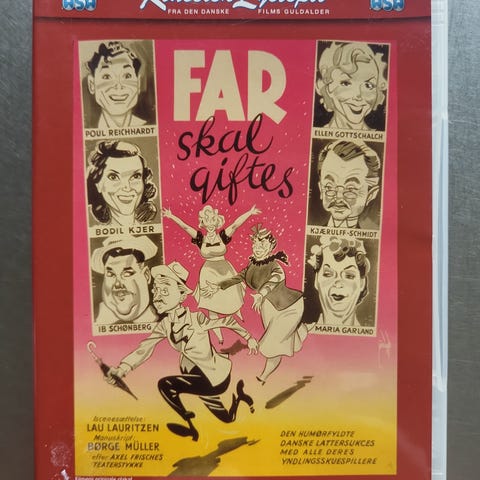 FRA DEN DANSKE FILMS GULDALDER
FAR
skal
giftes
POUL REICHHARDT
ELLEN GOTTSCHALCH
BODIL KJER
KJÆRULFF-SCHMIDT
IB SCHØNBERG
MARIA GARLAND
Iscenesættelse:
LAU LAURITZEN
Manuskript:
BØRGE MÜLLER
efter AXEL FRISCHES
TEATERSTYKKE
DEN HUMØRFYLDTE
DANSKE LATTERSUKCES
MED ALLE DERES
YNDLINGSSKUESPILLERE